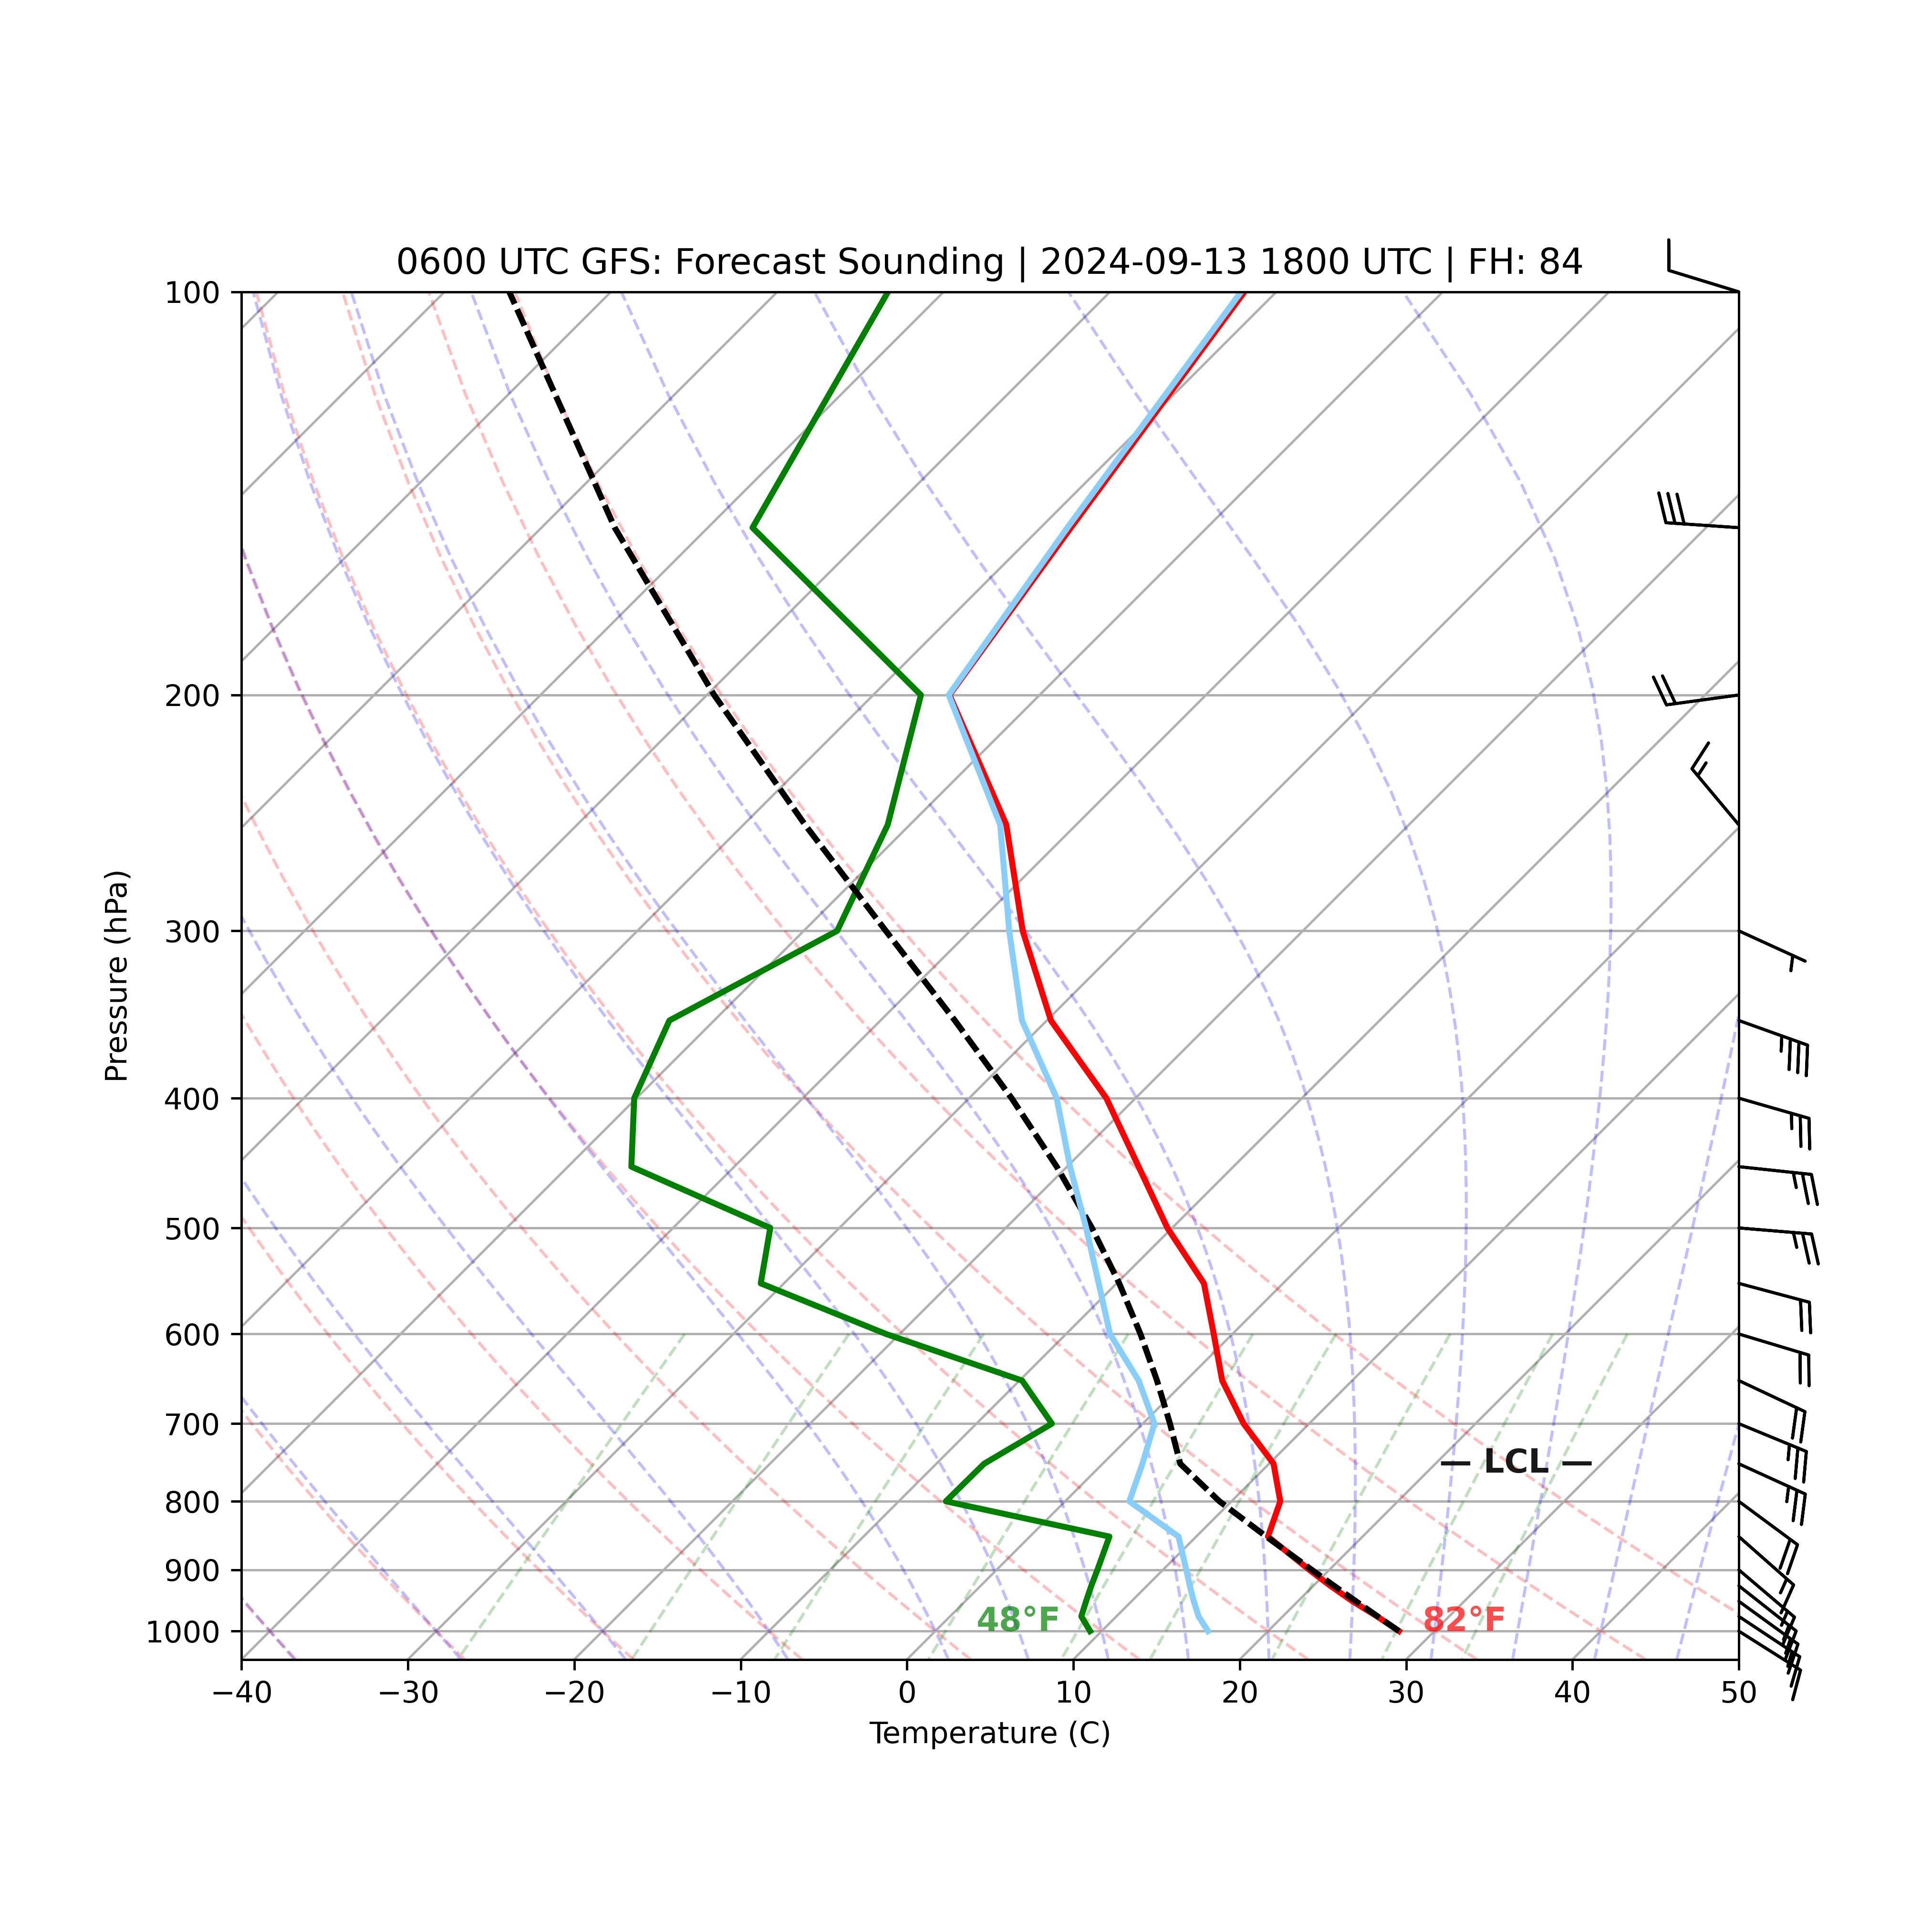 0600 UTC GFS: Forecast Sounding | 2024-09-13 1800 UTC | FH: 84
100
200
300
400
500
600
700
800
900
1000
Pressure (hPa)
— LCL —
48°F
82°F
−40 −30 −20 −10 0 10 20 30 40 50
Temperature (C)